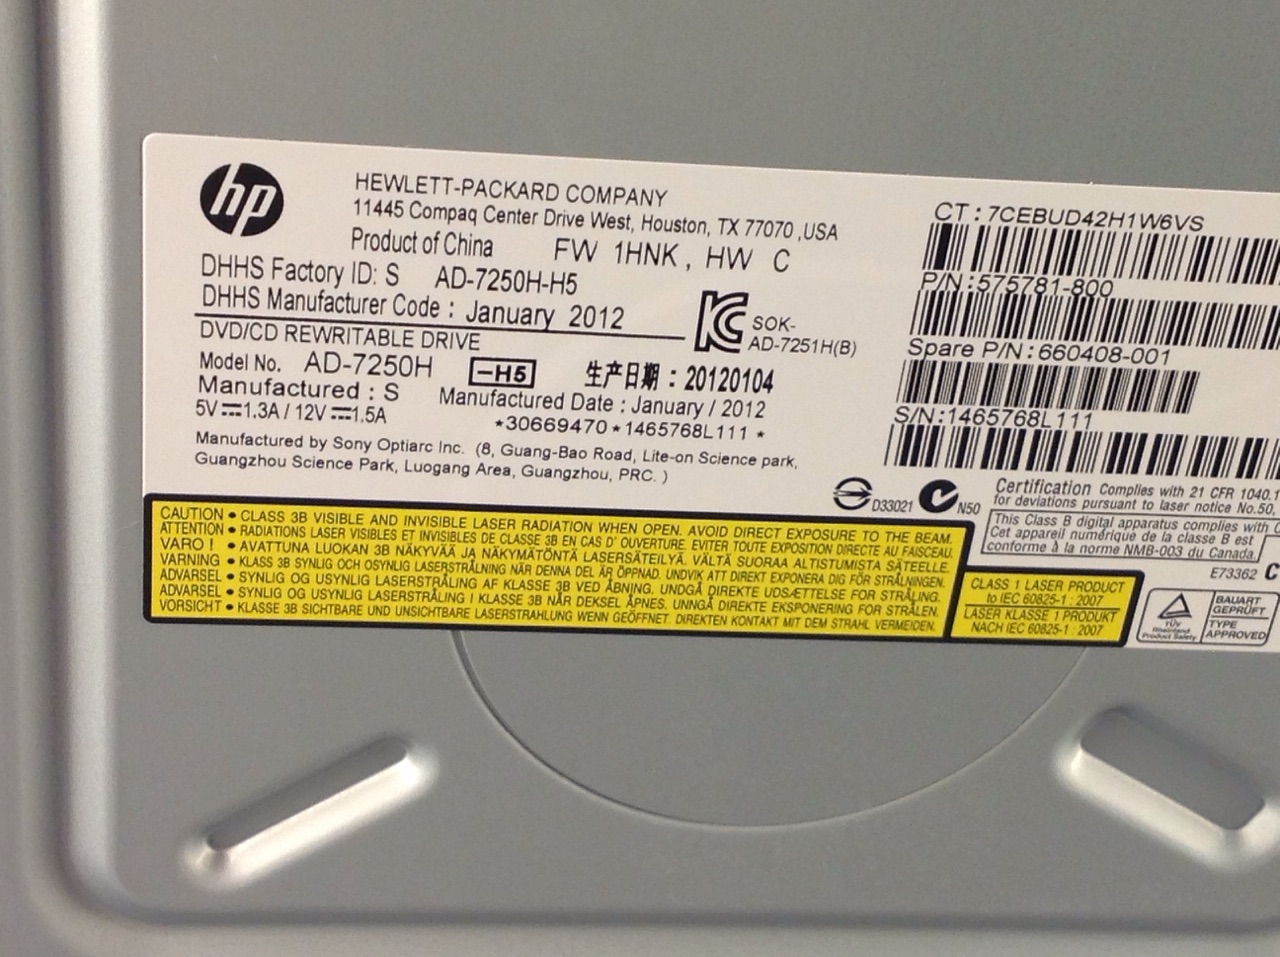 hp
HEWLETT-PACKARD COMPANY
11445 Compaq Center Drive West, Houston, TX 77070 ,USA
Product of China FW 1HNK , HW C
DHHS Factory ID: S AD-7250H-H5
DHHS Manufacturer Code : January 2012
DVD/CD REWRITABLE DRIVE
SOK-
AD-7251H(B)
Model No. AD-7250H -H5 生产日期 : 20120104
Manufactured : S Manufactured Date : January / 2012
5V 1.3A / 12V 1.5A *30669470*1465768L111*
Manufactured by Sony Optiarc Inc. (8, Guang-Bao Road, Lite-on Science park,
Guangzhou Science Park, Luogang Area, Guangzhou, PRC. )
CT : 7CEBUD42H1W6VS
P/N:575781-800
Spare P/N: 660408-001
S/N:1465768L111
D33021 N50
Certification Complies with 21 CFR 1040.1
for deviations pursuant to laser notice No.50,
This Class B digital apparatus complies with C
Cet appareil numérique de la classe B est
conforme à la norme NMB-003 du Canada.
E73362 C
CAUTION • CLASS 3B VISIBLE AND INVISIBLE LASER RADIATION WHEN OPEN. AVOID DIRECT EXPOSURE TO THE BEAM.
ATTENTION • RADIATIONS LASER VISIBLES ET INVISIBLES DE CLASSE 3B EN CAS D' OUVERTURE. EVITER TOUTE EXPOSITION DIRECTE AU FAISCEAU.
VARO ! • AVATTUNA LUOKAN 3B NÄKYVÄÄ JA NÄKYMÄTÖNTÄ LASERSÄTEILYÄ. VÄLTÄ SUORAA ALTISTUMISTA SÄTEELLE.
VARNING • KLASS 3B SYNLIG OCH OSYNLIG LASERSTRÅLNING NÄR DENNA DEL ÄR ÖPPNAD. UNDVIK ATT DIREKT EXPONERA DIG FÖR STRÅLNINGEN.
ADVARSEL • SYNLIG OG USYNLIG LASERSTRÅLING AF KLASSE 3B VED ÅBNING. UNDGÅ DIREKTE UDSÆTTELSE FOR STRÅLING.
ADVARSEL • SYNLIG OG USYNLIG LASERSTRÅLING I KLASSE 3B NÅR DEKSEL ÅPNES. UNNGÅ DIREKTE EKSPONERING FOR STRÅLEN.
VORSICHT • KLASSE 3B SICHTBARE UND UNSICHTBARE LASERSTRAHLUNG WENN GEÖFFNET. DIREKTEN KONTAKT MIT DEM STRAHL VERMEIDEN.
CLASS 1 LASER PRODUCT
to IEC 60825-1 : 2007
LASER KLASSE 1 PRODUKT
NACH IEC 60825-1 : 2007
TÜV
Rheinland
Product Safety
BAUART
GEPRÜFT
TYPE
APPROVED